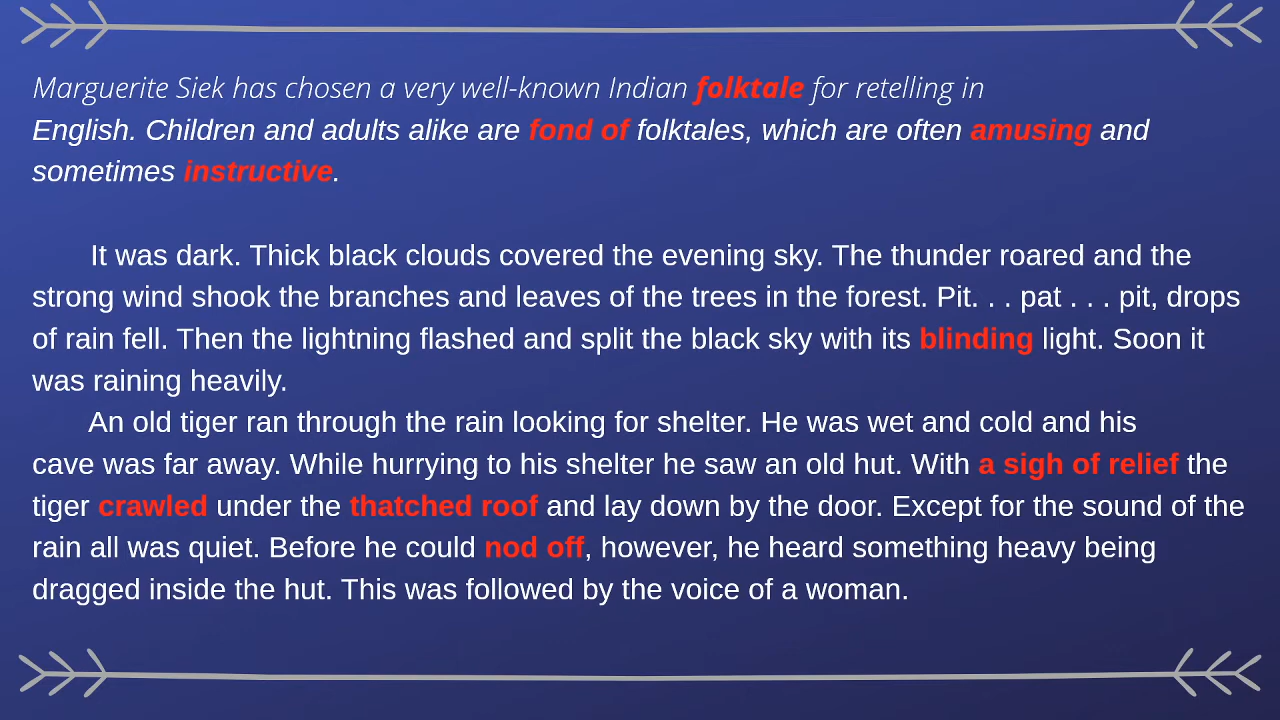 Marguerite Siek has chosen a very well-known Indian folktale for retelling in
English. Children and adults alike are fond of folktales, which are often amusing and
sometimes instructive.
It was dark. Thick black clouds covered the evening sky. The thunder roared and the
strong wind shook the branches and leaves of the trees in the forest. Pit. . . pat . . . pit, drops
of rain fell. Then the lightning flashed and split the black sky with its blinding light. Soon it
was raining heavily.
An old tiger ran through the rain looking for shelter. He was wet and cold and his
cave was far away. While hurrying to his shelter he saw an old hut. With a sigh of relief the
tiger crawled under the thatched roof and lay down by the door. Except for the sound of the
rain all was quiet. Before he could nod off, however, he heard something heavy being
dragged inside the hut. This was followed by the voice of a woman.